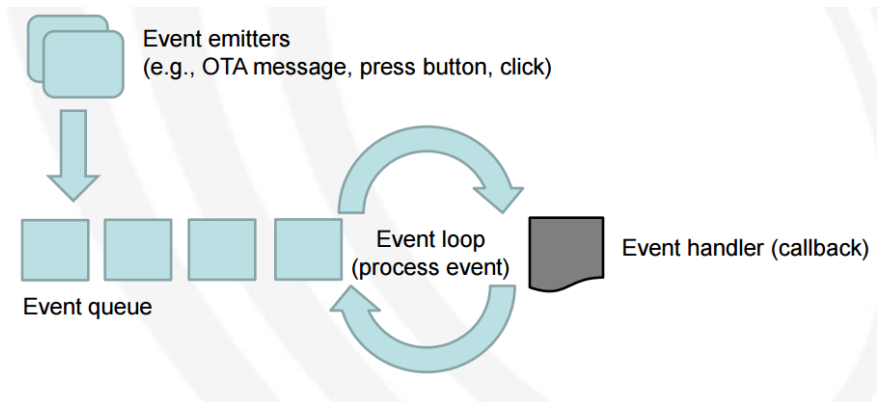 Event emitters
(e.g., OTA message, press button, click)
Event loop
(process event)
Event handler (callback)
Event queue